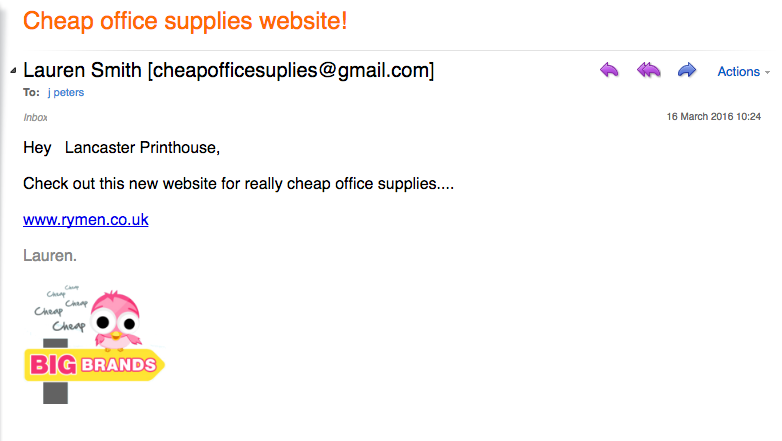 Cheap office supplies website!
Lauren Smith [cheapofficesuplies@gmail.com]
Actions
To: j peters
Inbox
16 March 2016 10:24
Hey Lancaster Printhouse,
Check out this new website for really cheap office supplies....
www.rymen.co.uk
Lauren.
Cheap
Cheap
Cheap
Cheap
Cheap
BIG BRANDS